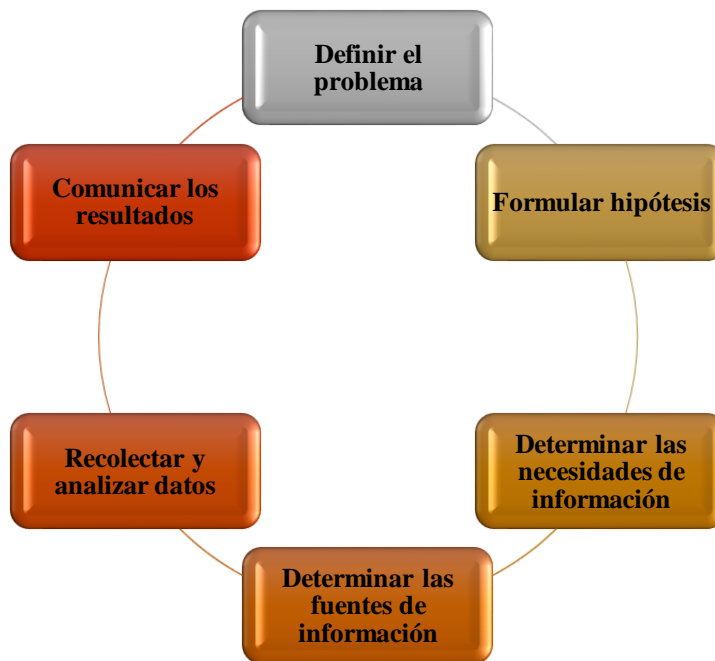 Definir el
problema
Formular hipótesis
Determinar las
necesidades de
información
Determinar las
fuentes de
información
Recolectar y
analizar datos
Comunicar los
resultados